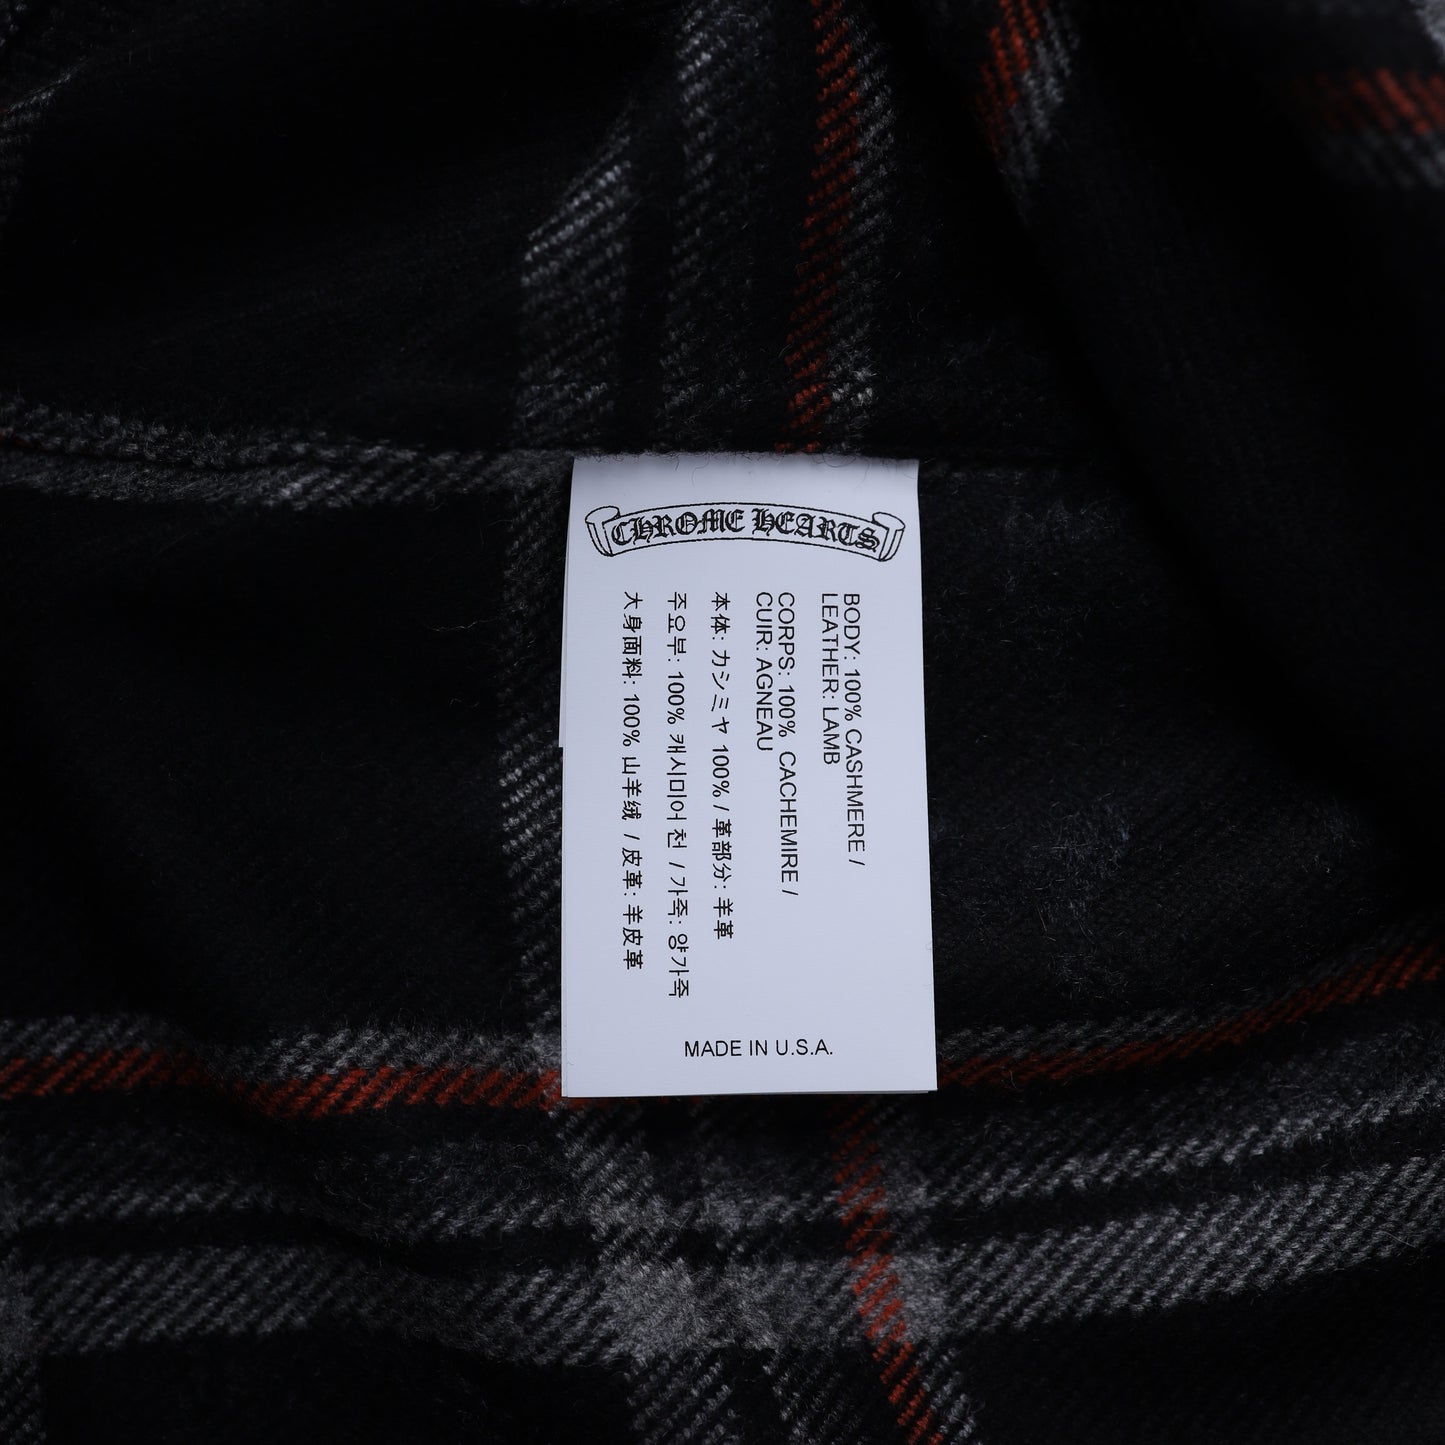 CHROME HEARTS
BODY: 100% CASHMERE /
LEATHER: LAMB
CORPS: 100% CACHEMIRE /
CUIR: AGNEAU
本体: カシミヤ 100% / 革部分: 羊革
주요부: 100% 캐시미어 천 / 가죽: 양가죽
大身面料: 100% 山羊绒 / 皮革: 羊皮革
MADE IN U.S.A.